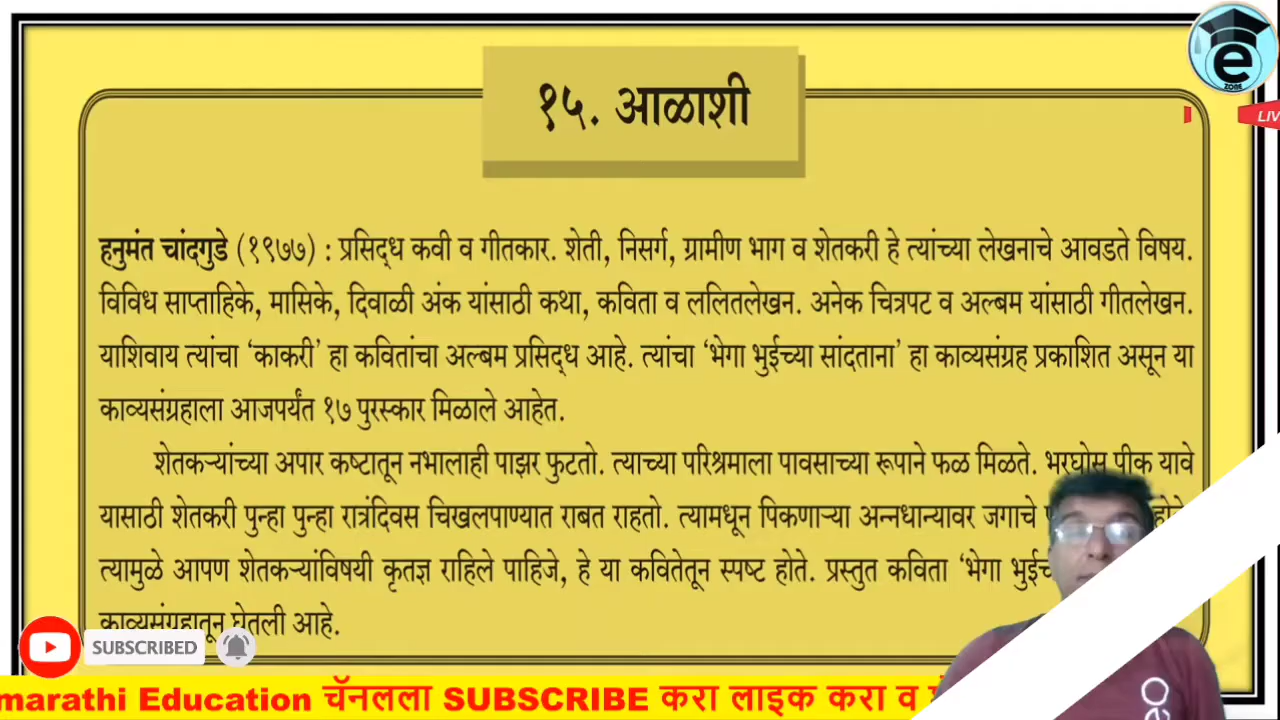 १५. आळाशी
e
ZONE
LIV
हनुमंत चांदगुडे (१९७७) : प्रसिद्ध कवी व गीतकार. शेती, निसर्ग, ग्रामीण भाग व शेतकरी हे त्यांच्या लेखनाचे आवडते विषय.
विविध साप्ताहिके, मासिके, दिवाळी अंक यांसाठी कथा, कविता व ललितलेखन. अनेक चित्रपट व अल्बम यांसाठी गीतलेखन.
याशिवाय त्यांचा ‘काकरी’ हा कवितांचा अल्बम प्रसिद्ध आहे. त्यांचा ‘भेगा भुईच्या सांदताना’ हा काव्यसंग्रह प्रकाशित असून या
काव्यसंग्रहाला आजपर्यंत १७ पुरस्कार मिळाले आहेत.
शेतकऱ्यांच्या अपार कष्टातून नभालाही पाझर फुटतो. त्याच्या परिश्रमाला पावसाच्या रूपाने फळ मिळते. भरघोस पीक यावे
यासाठी शेतकरी पुन्हा पुन्हा रात्रंदिवस चिखलपाण्यात राबत राहतो. त्यामधून पिकणाऱ्या अन्नधान्यावर जगाचे
त्यामुळे आपण शेतकऱ्यांविषयी कृतज्ञ राहिले पाहिजे, हे या कवितेतून स्पष्ट होते. प्रस्तुत कविता ‘भेगा
काव्यसंग्रहातून घेतली आहे.
SUBSCRIBED
marathi Education चॅनलला SUBSCRIBE करा लाइक करा व